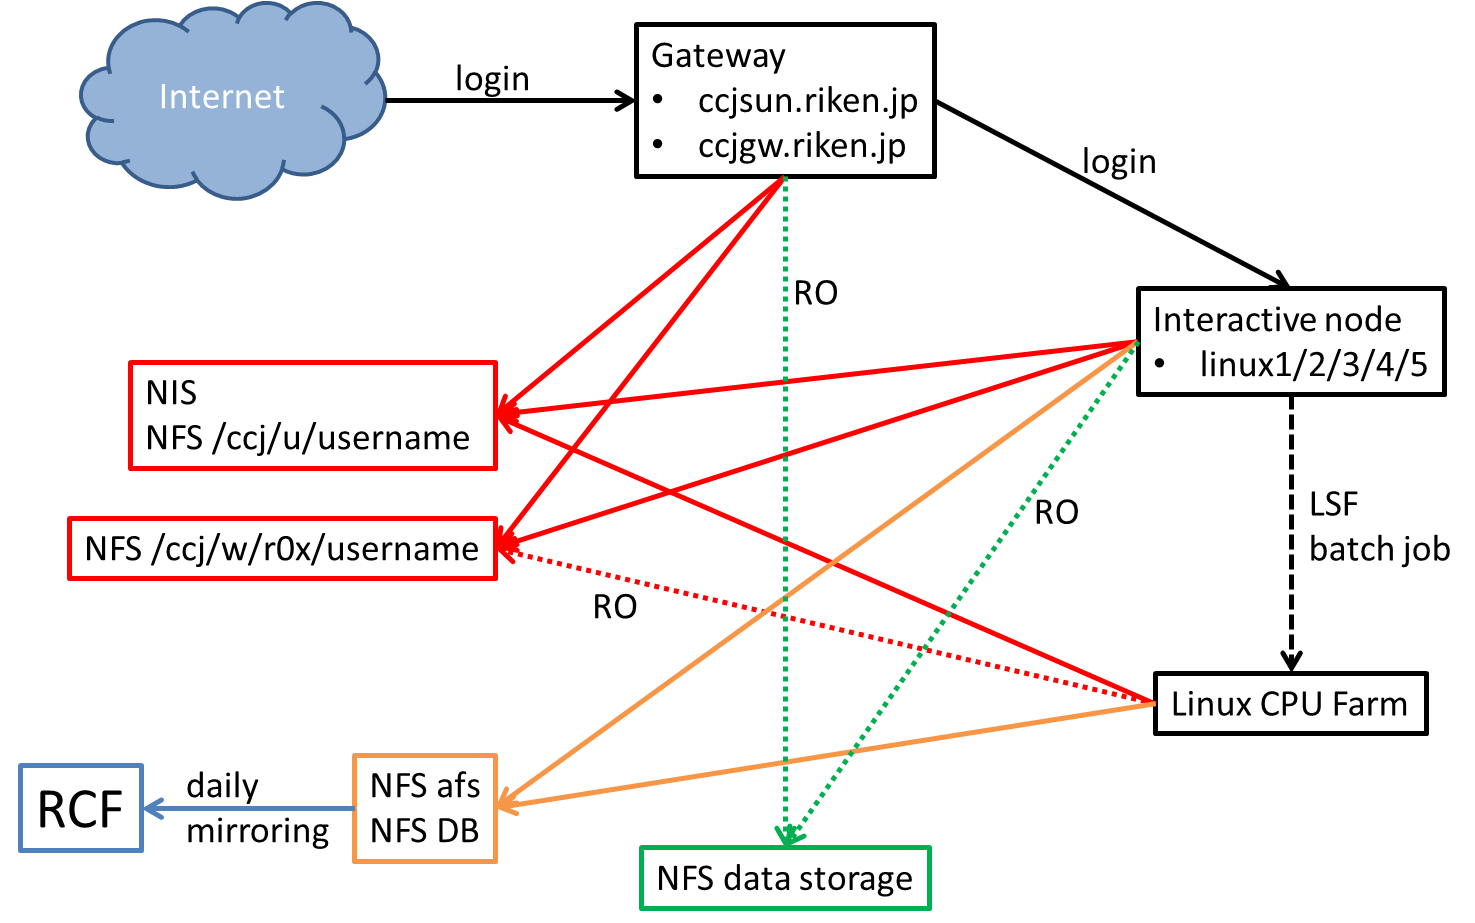 Internet
login
Gateway
• ccjsun.riken.jp
• ccjgw.riken.jp
login
RO
Interactive node
• linux1/2/3/4/5
NIS
NFS /ccj/u/username
RO
LSF
batch job
NFS /ccj/w/r0x/username
RO
Linux CPU Farm
RCF
daily
mirroring
NFS afs
NFS DB
NFS data storage